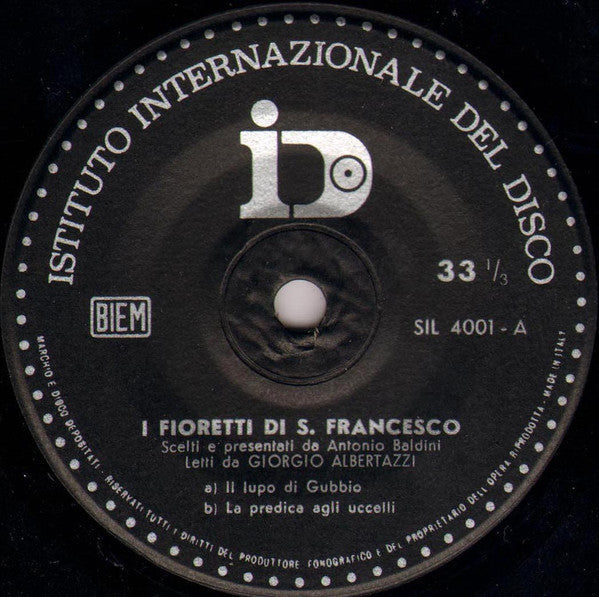 ISTITUTO INTERNAZIONALE DEL DISCO
iD
33 1/3
BIEM
SIL 4001 - A
I FIORETTI DI S. FRANCESCO
Scelti e presentati da Antonio Baldini
Letti da GIORGIO ALBERTAZZI
a) Il lupo di Gubbio
b) La predica agli uccelli
MARCHIO E DISCO DEPOSITATI. - RISERVATI TUTTI I DIRITTI DEL PRODUTTORE FONOGRAFICO E DEL PROPRIETARIO DELL'OPERA RIPRODOTTA. MADE IN ITALY